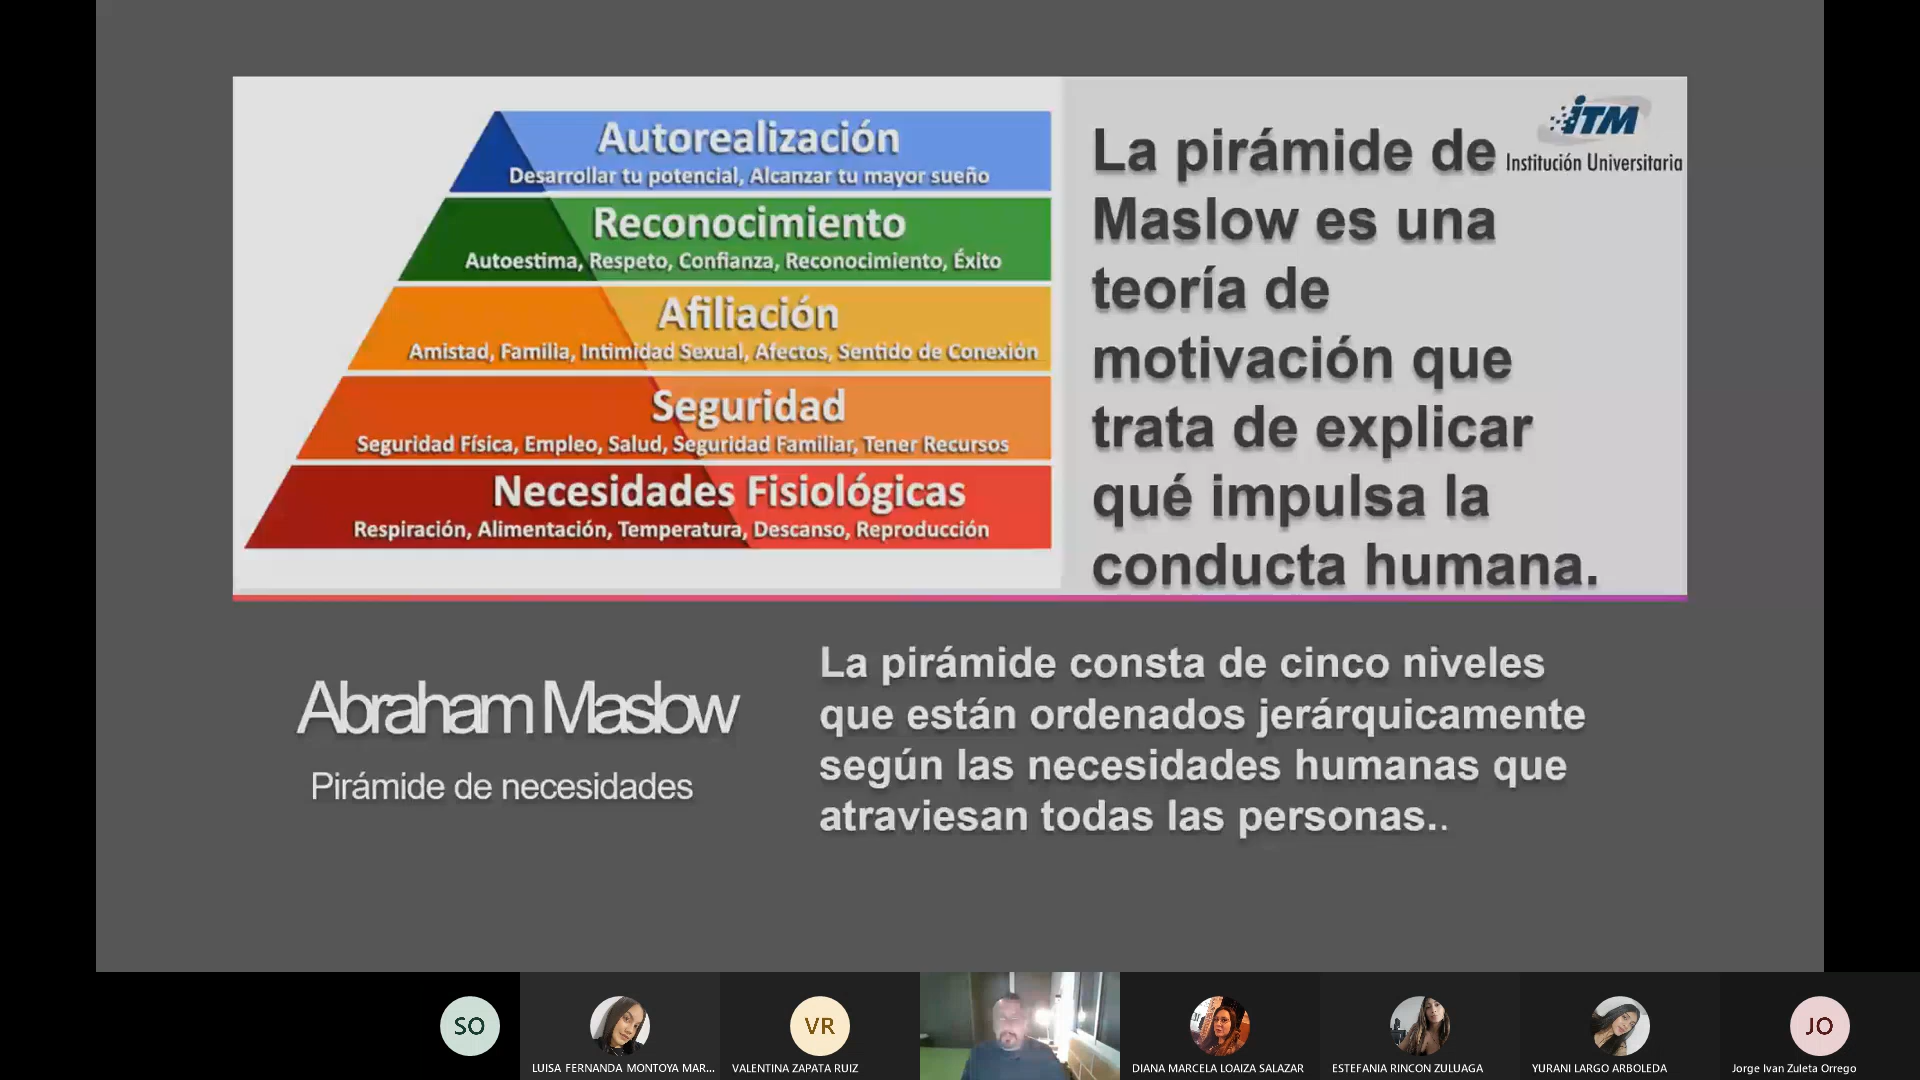 Autorealización
Desarrollar tu potencial, Alcanzar tu mayor sueño
Reconocimiento
Autoestima, Respeto, Confianza, Reconocimiento, Éxito
Afiliación
Amistad, Familia, Intimidad Sexual, Afectos, Sentido de Conexión
Seguridad
Seguridad Física, Empleo, Salud, Seguridad Familiar, Tener Recursos
Necesidades Fisiológicas
Respiración, Alimentación, Temperatura, Descanso, Reproducción
iTM
Institución Universitaria
La pirámide de
Maslow es una
teoría de
motivación que
trata de explicar
qué impulsa la
conducta humana.
Abraham Maslow
Pirámide de necesidades
La pirámide consta de cinco niveles
que están ordenados jerárquicamente
según las necesidades humanas que
atraviesan todas las personas..
SO
LUISA FERNANDA MONTOYA MAR...
VR
VALENTINA ZAPATA RUIZ
DIANA MARCELA LOAIZA SALAZAR
ESTEFANIA RINCON ZULUAGA
YURANI LARGO ARBOLEDA
JO
Jorge Ivan Zuleta Orrego